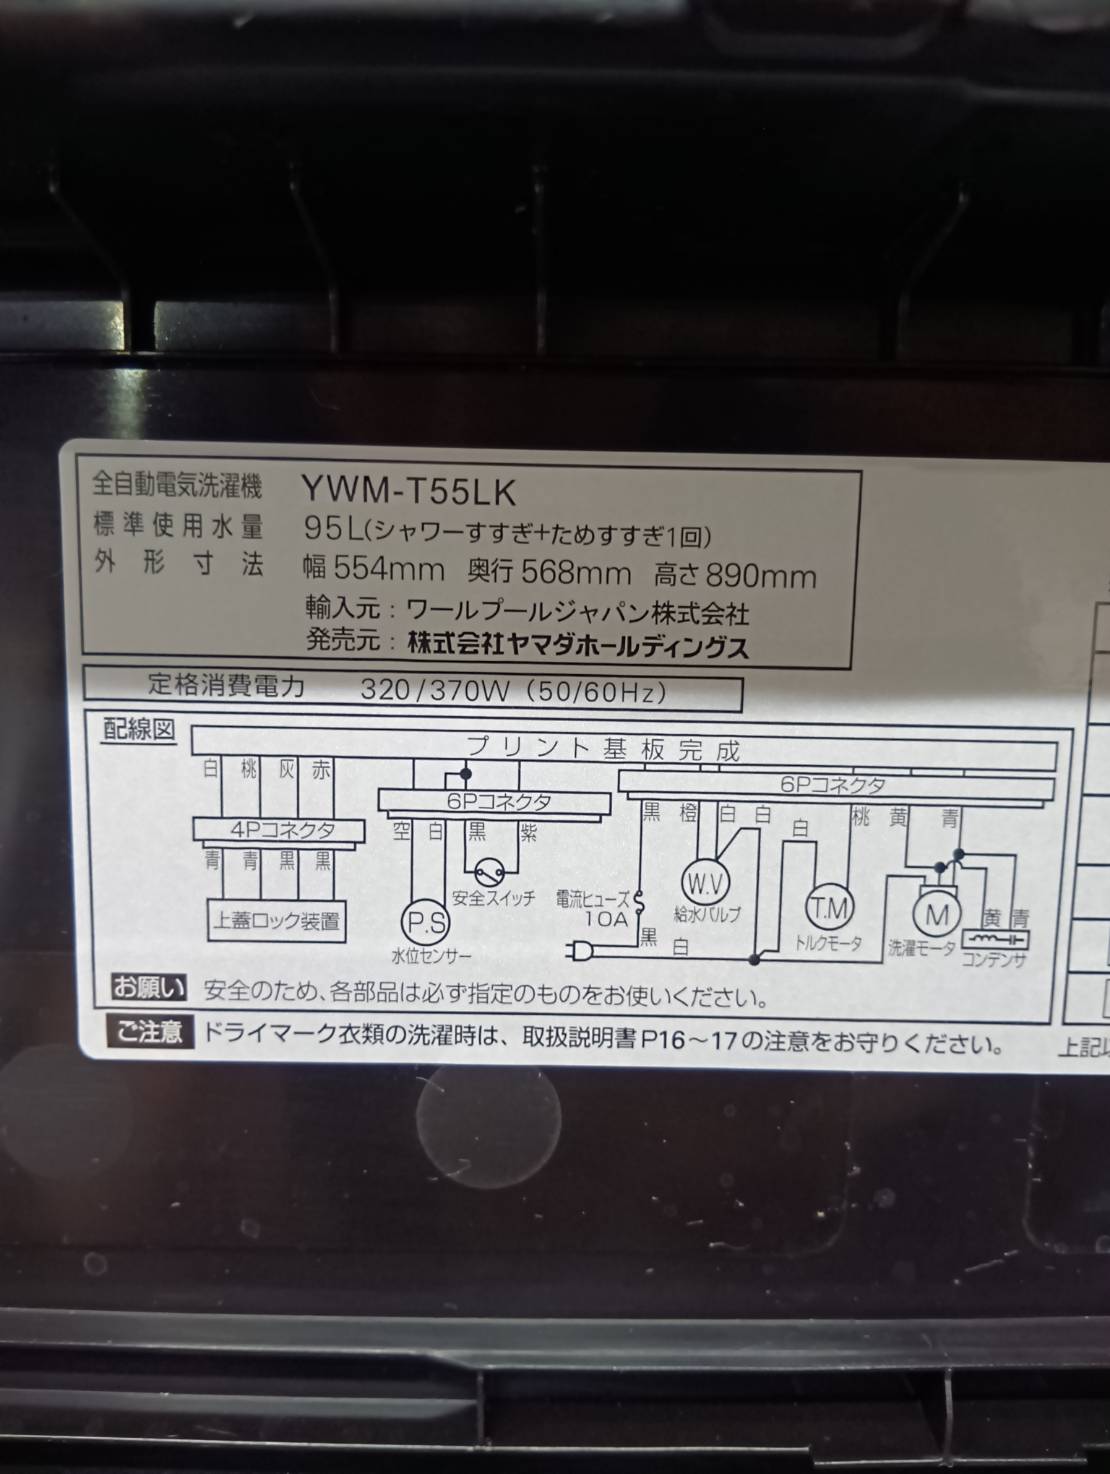 全自動電気洗濯機 YWM-T55LK
標準使用水量 95L(シャワーすすぎ+ためすすぎ1回)
外形寸法 幅554mm 奥行568mm 高さ890mm
輸入元：ワールプールジャパン株式会社
発売元：株式会社ヤマダホールディングス
定格消費電力 320/370W（50/60Hz）
配線図
プリント基板完成
白 桃 灰 赤
6Pコネクタ
6Pコネクタ
4Pコネクタ
空 白 黒 紫
黒 橙 白 白 白 桃 黄 青
青 青 黒 黒
上蓋ロック装置
P.S
水位センサー
安全スイッチ
電流ヒューズ
10A
W.V
給水バルブ
T.M
トルクモータ
M
洗濯モータ
黄 青
コンデンサ
黒
白
お願い 安全のため、各部品は必ず指定のものをお使いください。
ご注意 ドライマーク衣類の洗濯時は、取扱説明書P16～17の注意をお守りください。
上記以